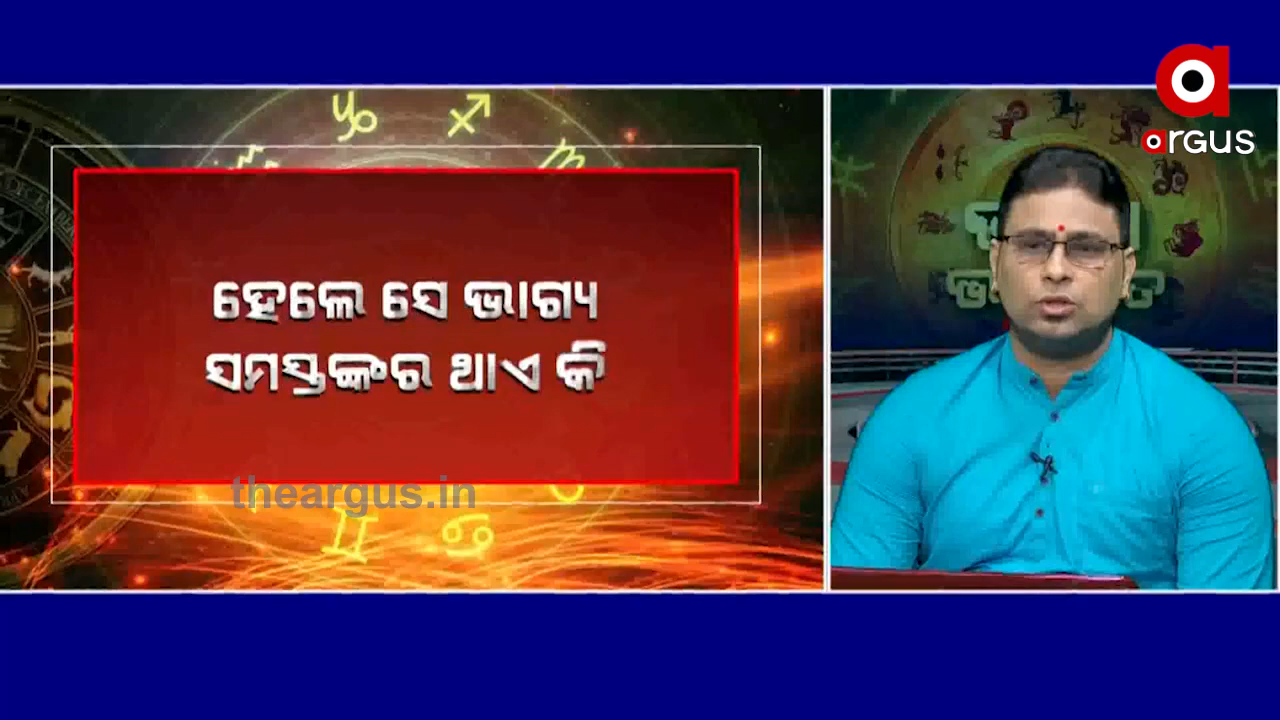 argus
ହେଲେ ସେ ଭାଗ୍ୟ
ସମସ୍ତଙ୍କର ଥାଏ କି
theargus.in